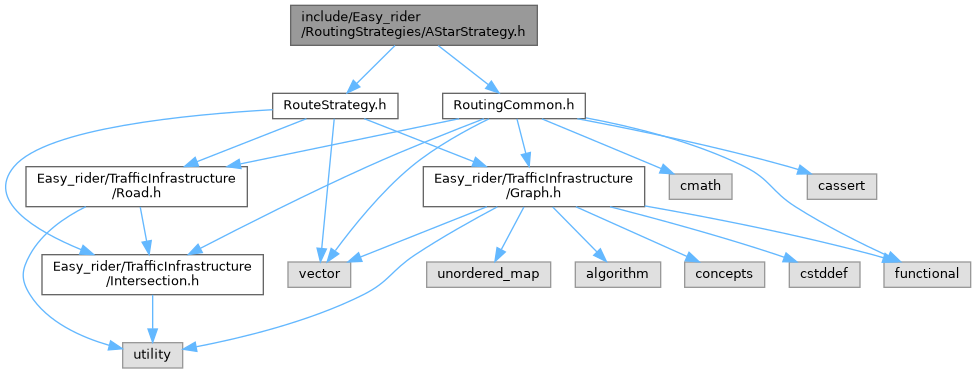 include/Easy_rider
/RoutingStrategies/AStarStrategy.h
RouteStrategy.h
RoutingCommon.h
Easy_rider/TrafficInfrastructure
/Road.h
Easy_rider/TrafficInfrastructure
/Graph.h
cmath
cassert
Easy_rider/TrafficInfrastructure
/Intersection.h
vector
unordered_map
algorithm
concepts
cstddef
functional
utility